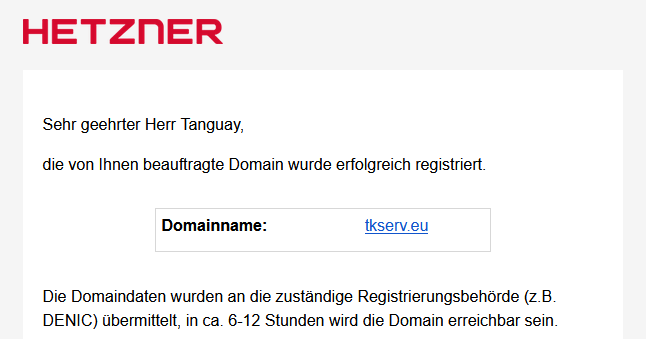 HETZNER
Sehr geehrter Herr Tanguay,
die von Ihnen beauftragte Domain wurde erfolgreich registriert.
Domainname: tkserv.eu
Die Domaindaten wurden an die zuständige Registrierungsbehörde (z.B.
DENIC) übermittelt, in ca. 6-12 Stunden wird die Domain erreichbar sein.